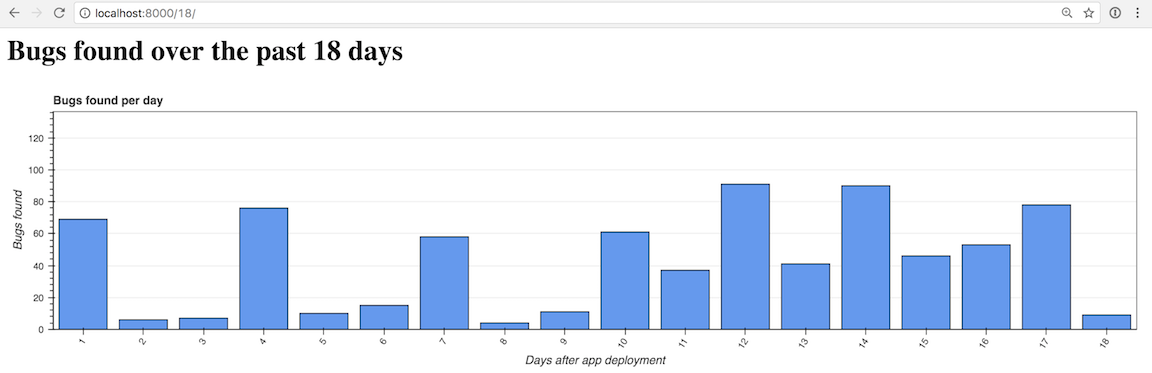 localhost:8000/18/
Bugs found over the past 18 days
Bugs found per day
120
100
80
60
40
20
0
Bugs found
1 2 3 4 5 6 7 8 9 10 11 12 13 14 15 16 17 18
Days after app deployment